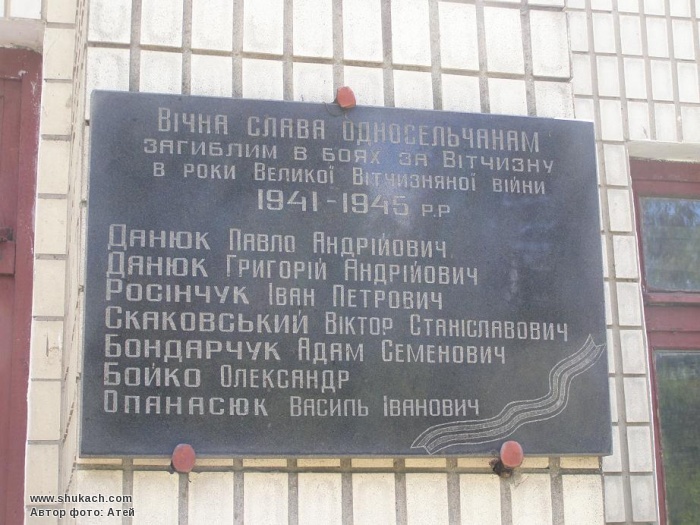 Вічна слава односельчанам
загиблим в боях за Вітчизну
в роки Великої Вітчизняної війни
1941-1945 р.р
Данюк Павло Андрійович
Данюк Григорій Андрійович
Росінчук Іван Петрович
Скаковський Віктор Станіславович
Бондарчук Адам Семенович
Бойко Олександр
Опанасюк Василь Іванович
www.shukach.com
Автор фото: Атей